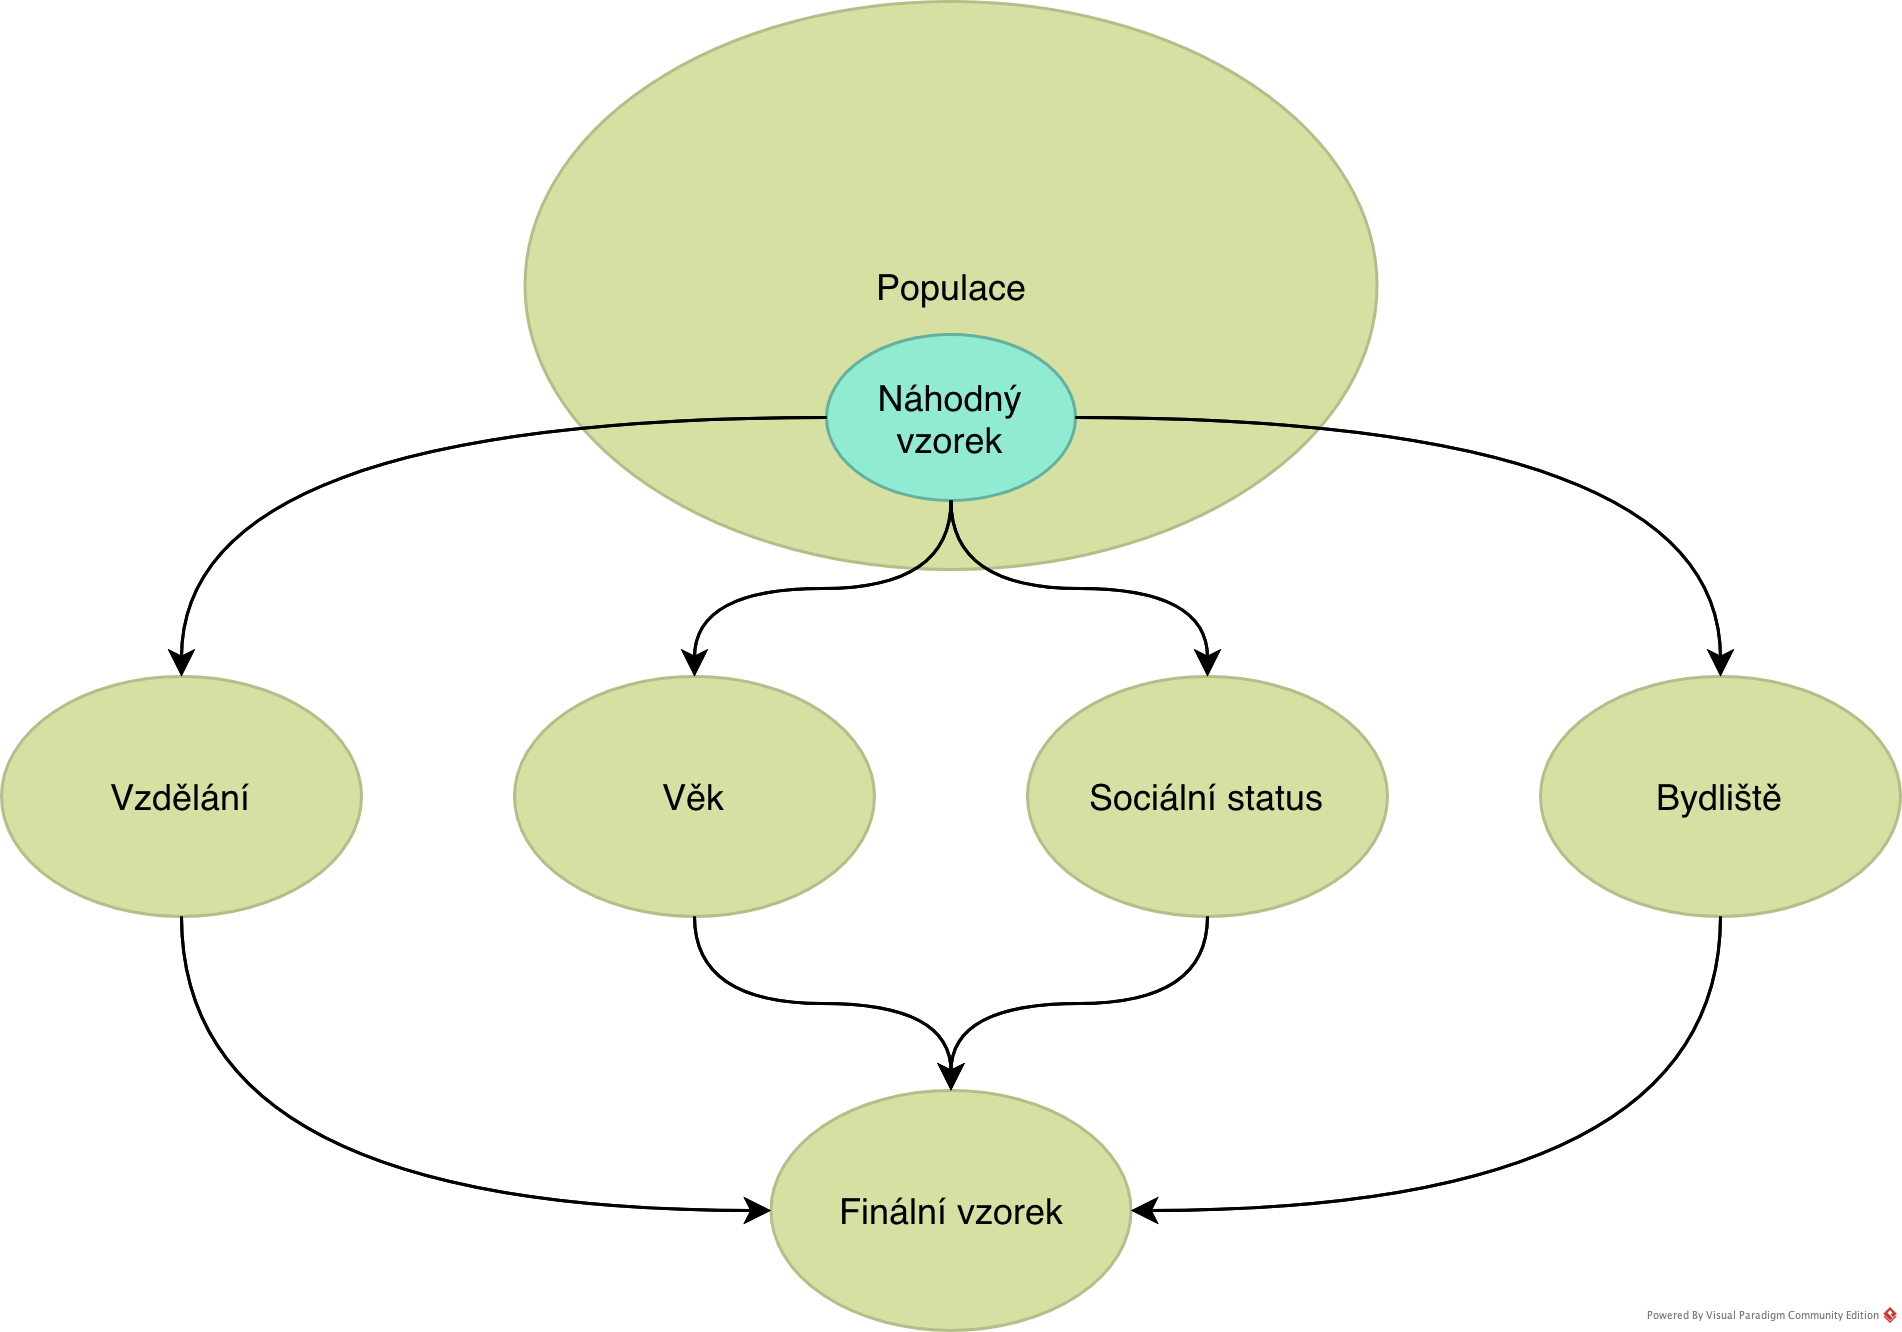 Populace
Náhodný
vzorek
Vzdělání
Věk
Sociální status
Bydliště
Finální vzorek
Powered By Visual Paradigm Community Edition